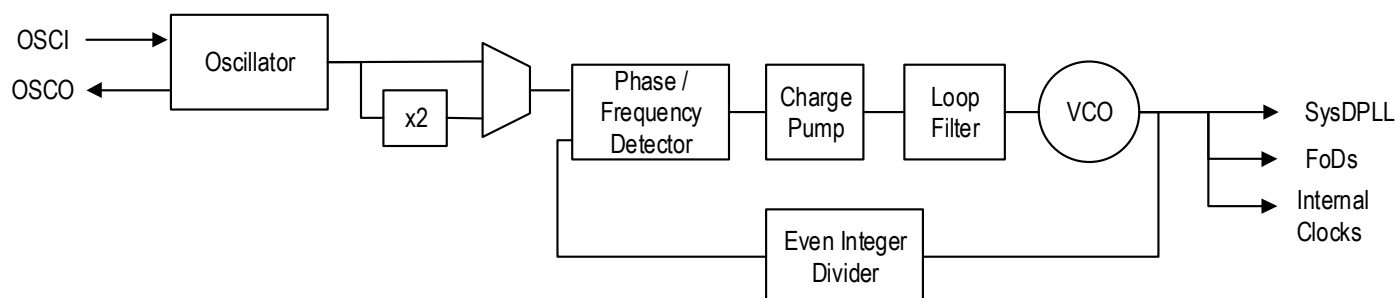 OSCI
OSCO
Oscillator
x2
Phase /
Frequency
Detector
Charge
Pump
Loop
Filter
VCO
SysDPLL
FoDs
Internal
Clocks
Even Integer
Divider